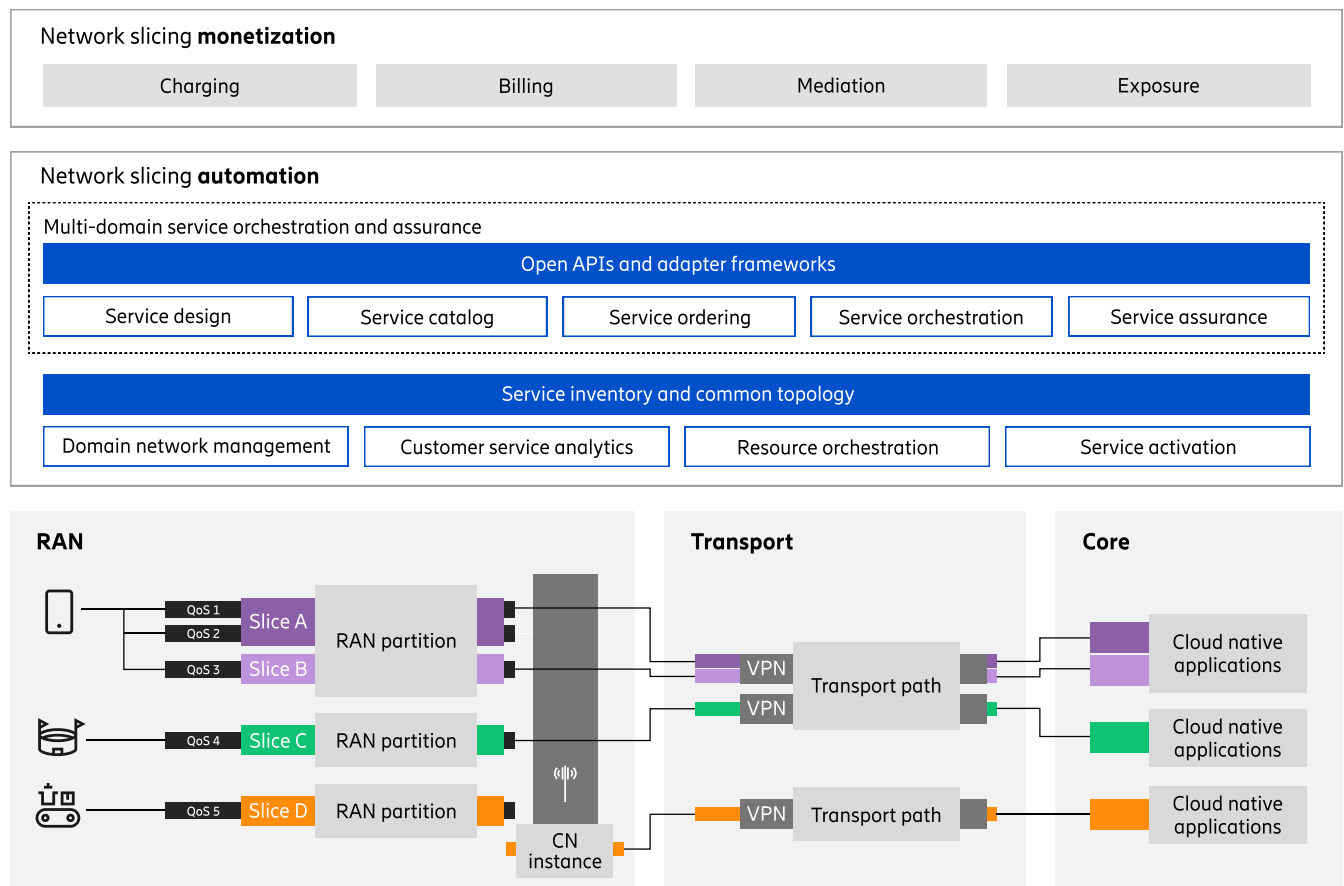 Network slicing monetization
Charging
Billing
Mediation
Exposure
Network slicing automation
Multi-domain service orchestration and assurance
Open APIs and adapter frameworks
Service design
Service catalog
Service ordering
Service orchestration
Service assurance
Service inventory and common topology
Domain network management
Customer service analytics
Resource orchestration
Service activation
RAN
QoS 1
QoS 2
Slice A
QoS 3
Slice B
RAN partition
QoS 4
Slice C
RAN partition
QoS 5
Slice D
RAN partition
CN
instance
Transport
VPN
VPN
Transport path
VPN
Transport path
Core
Cloud native
applications
Cloud native
applications
Cloud native
applications